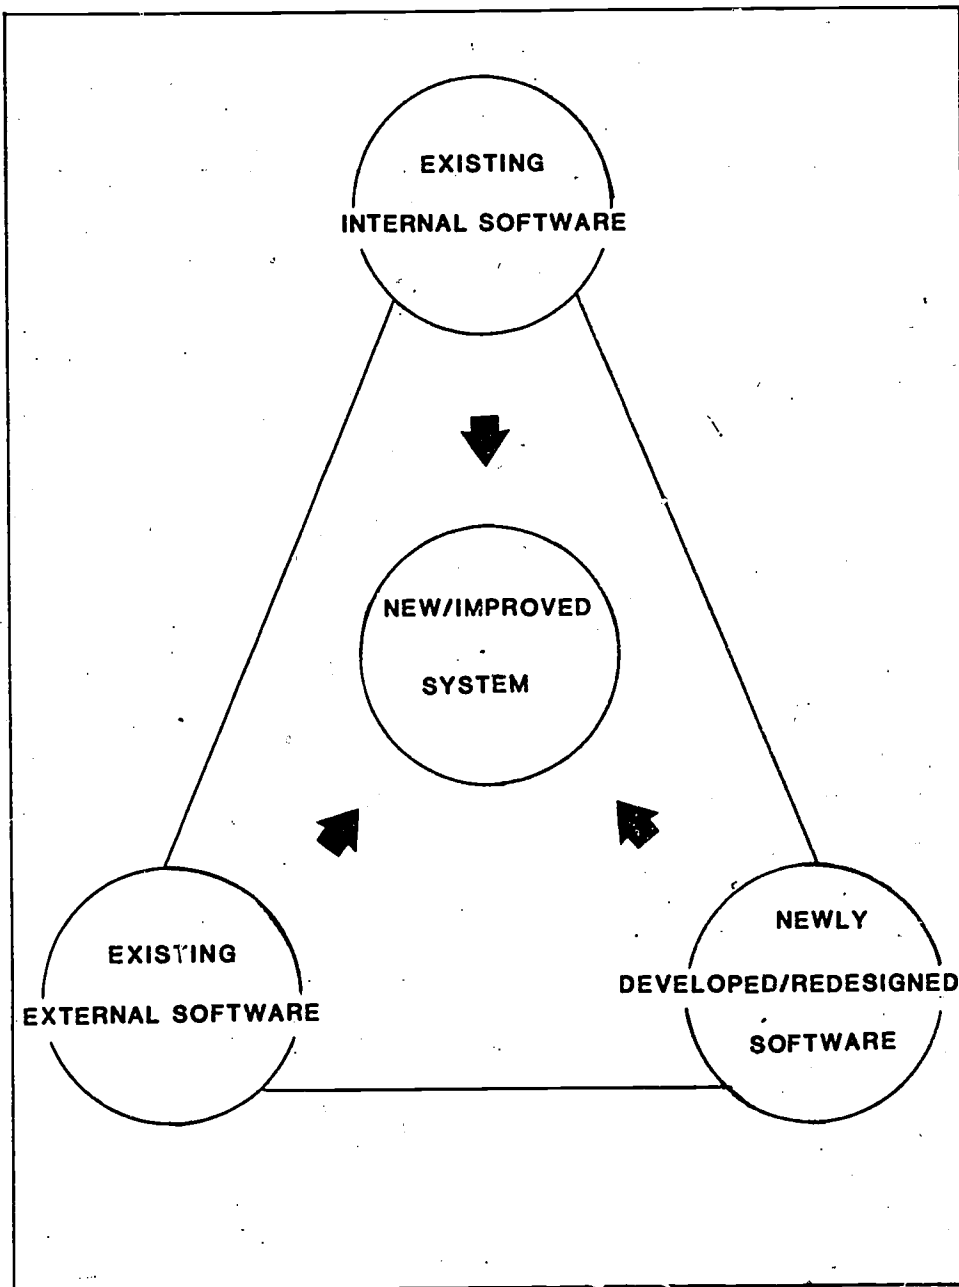 EXISTING
INTERNAL SOFTWARE
NEW/IMPROVED
SYSTEM
EXISTING
EXTERNAL SOFTWARE
NEWLY
DEVELOPED/REDESIGNED
SOFTWARE